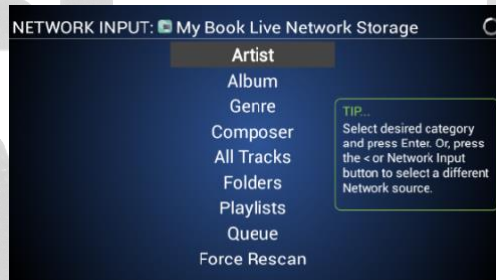 NETWORK INPUT: My Book Live Network Storage
Artist
Album
Genre
Composer
All Tracks
Folders
Playlists
Queue
Force Rescan
TIP...
Select desired category
and press Enter. Or, press
the < or Network Input
button to select a different
Network source.